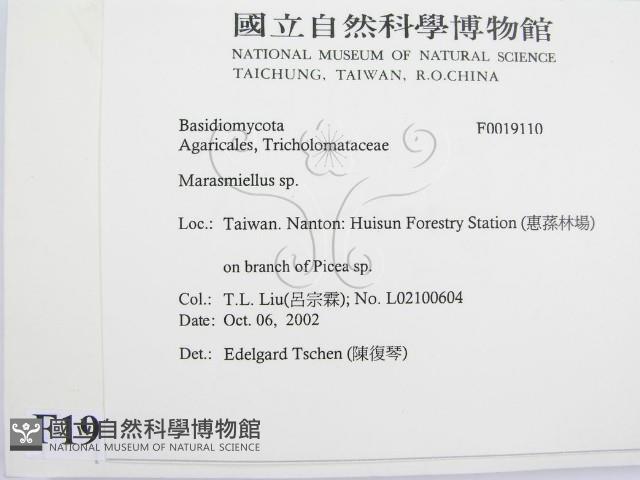 國立自然科學博物館
NATIONAL MUSEUM OF NATURAL SCIENCE
TAICHUNG, TAIWAN, R.O.CHINA
Basidiomycota F0019110
Agaricales, Tricholomataceae
Marasmiellus sp.
Loc.: Taiwan. Nanton: Huisun Forestry Station (惠蓀林場)
on branch of Picea sp.
Col.: T.L. Liu(呂宗霖); No. L02100604
Date: Oct. 06, 2002
Det.: Edelgard Tschen (陳復琴)
F19
國立自然科學博物館
NATIONAL MUSEUM OF NATURAL SCIENCE